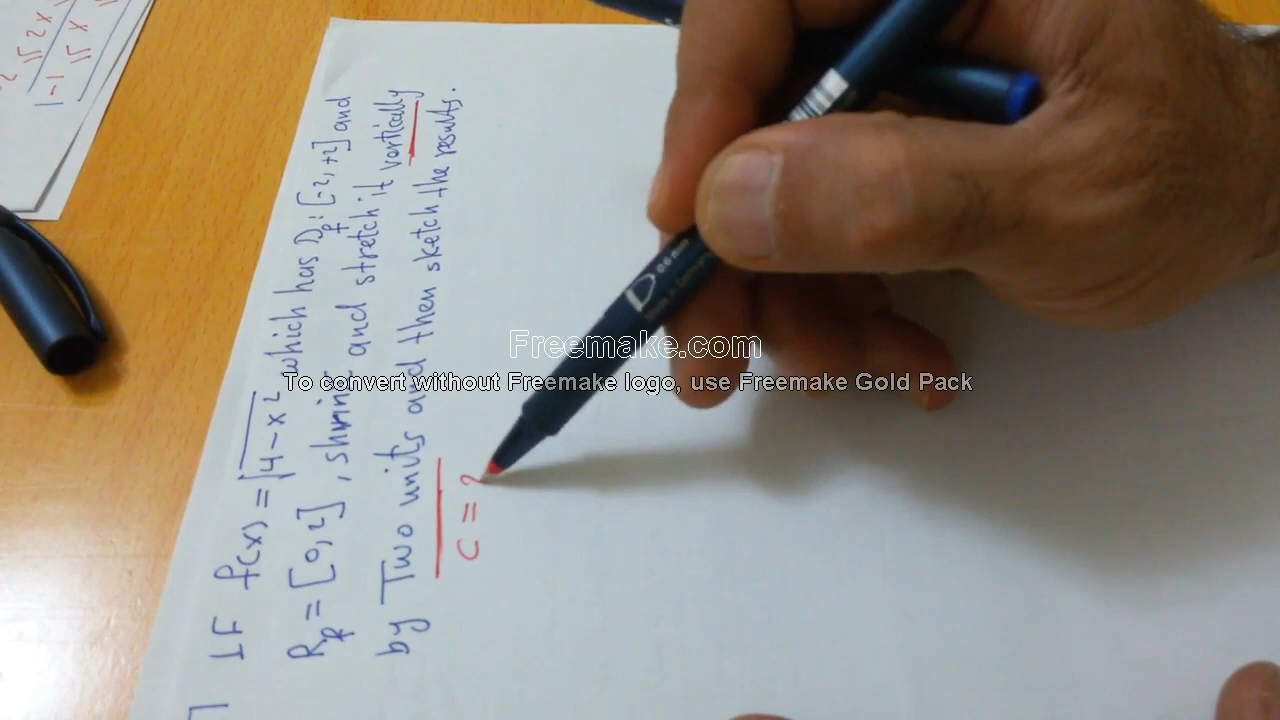 IF f(x) = √4-x² which has D_f: [-2, +2] and
R_f = [0, 2], shrink and stretch it vertically
by Two units and then sketch the results.
C = 2
Freemake.com
To convert without Freemake logo, use Freemake Gold Pack